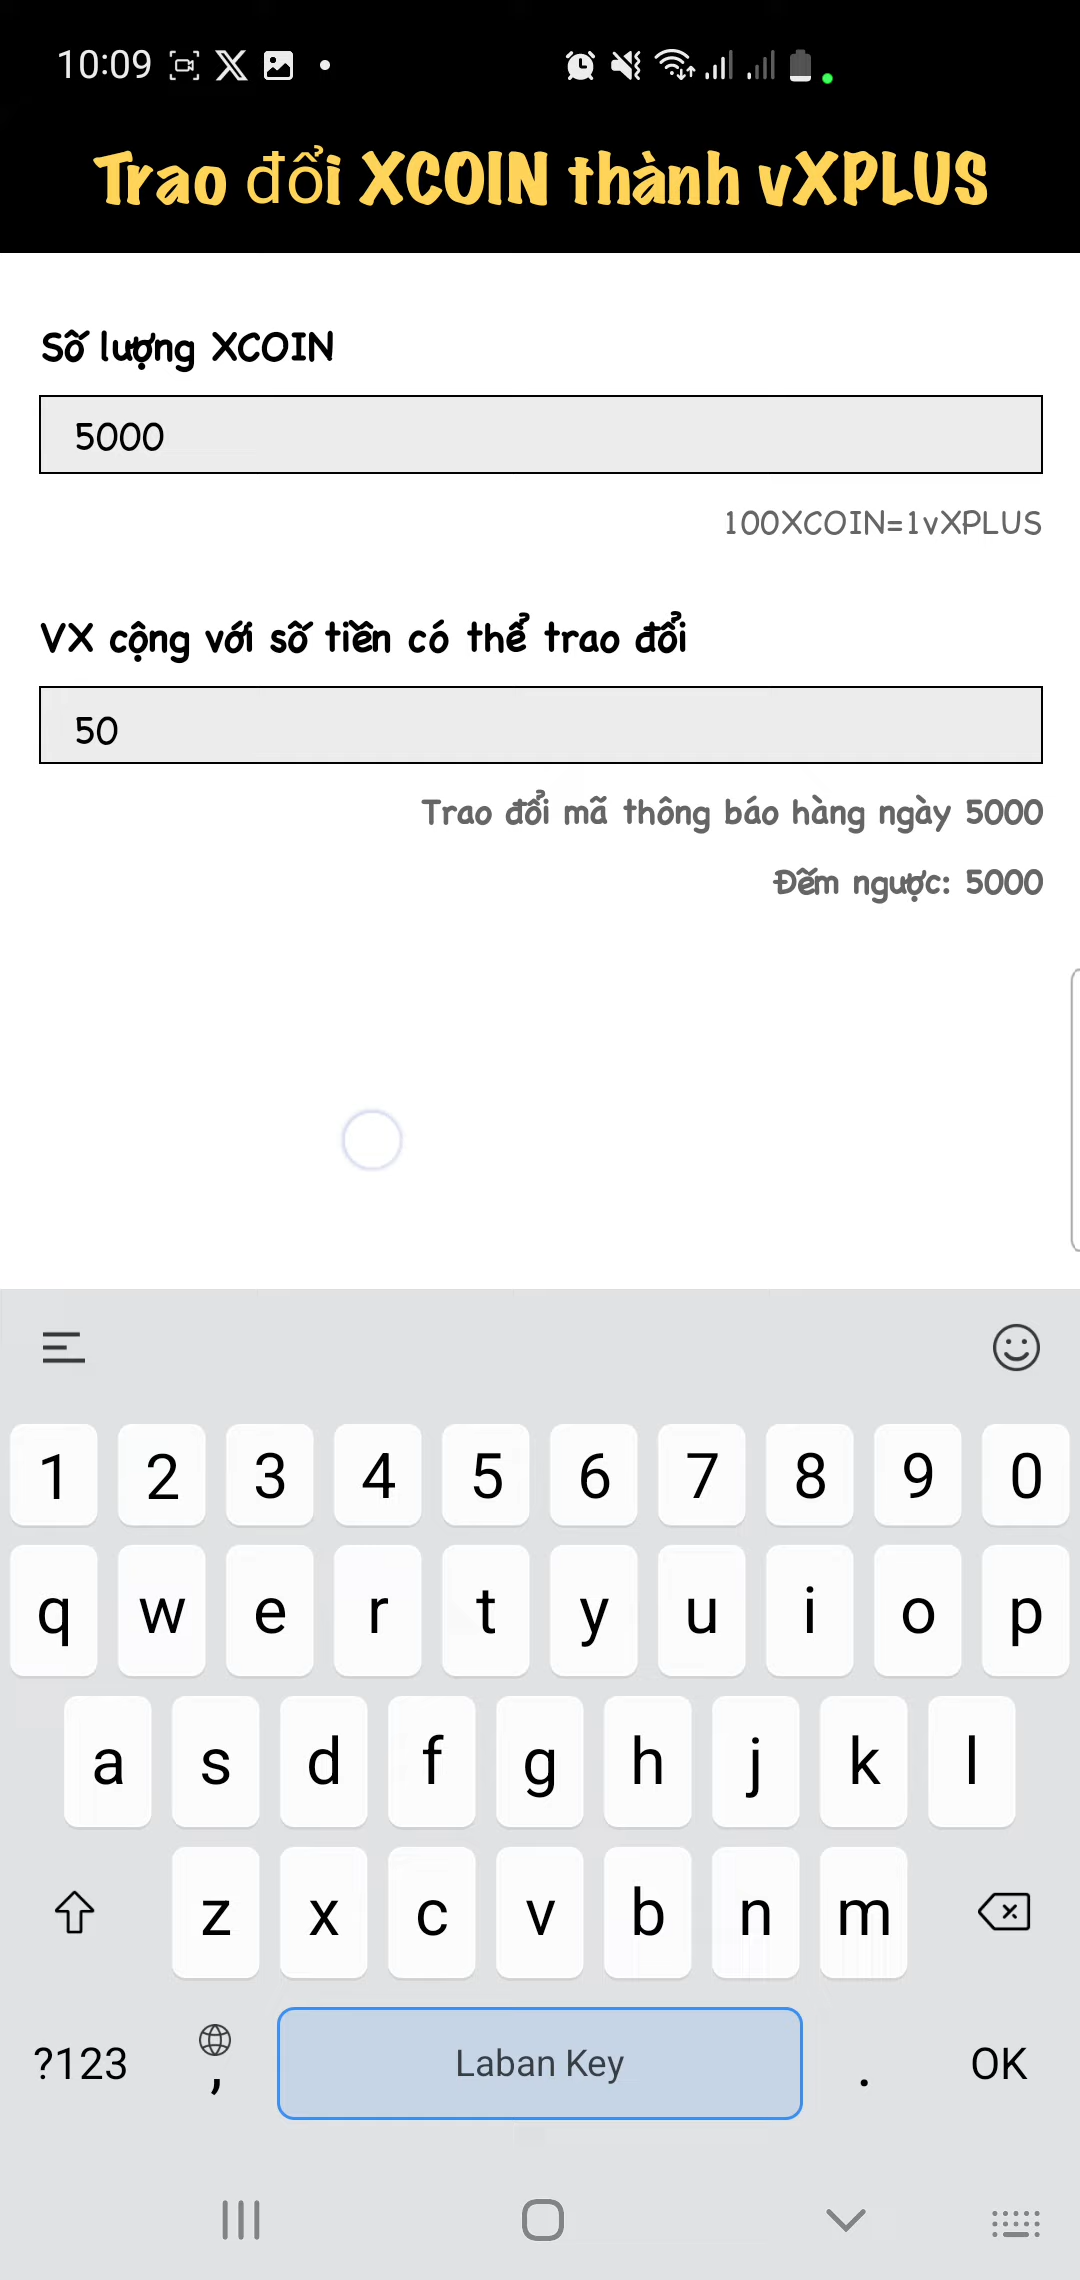 10:09
Trao đổi XCOIN thành vXPLUS
Số lượng XCOIN
5000
100XCOIN=1vXPLUS
VX cộng với số tiền có thể trao đổi
50
Trao đổi mã thông báo hàng ngày 5000
Đếm ngược: 5000
1 2 3 4 5 6 7 8 9 0
q w e r t y u i o p
a s d f g h j k l
z x c v b n m
?123 , Laban Key . OK